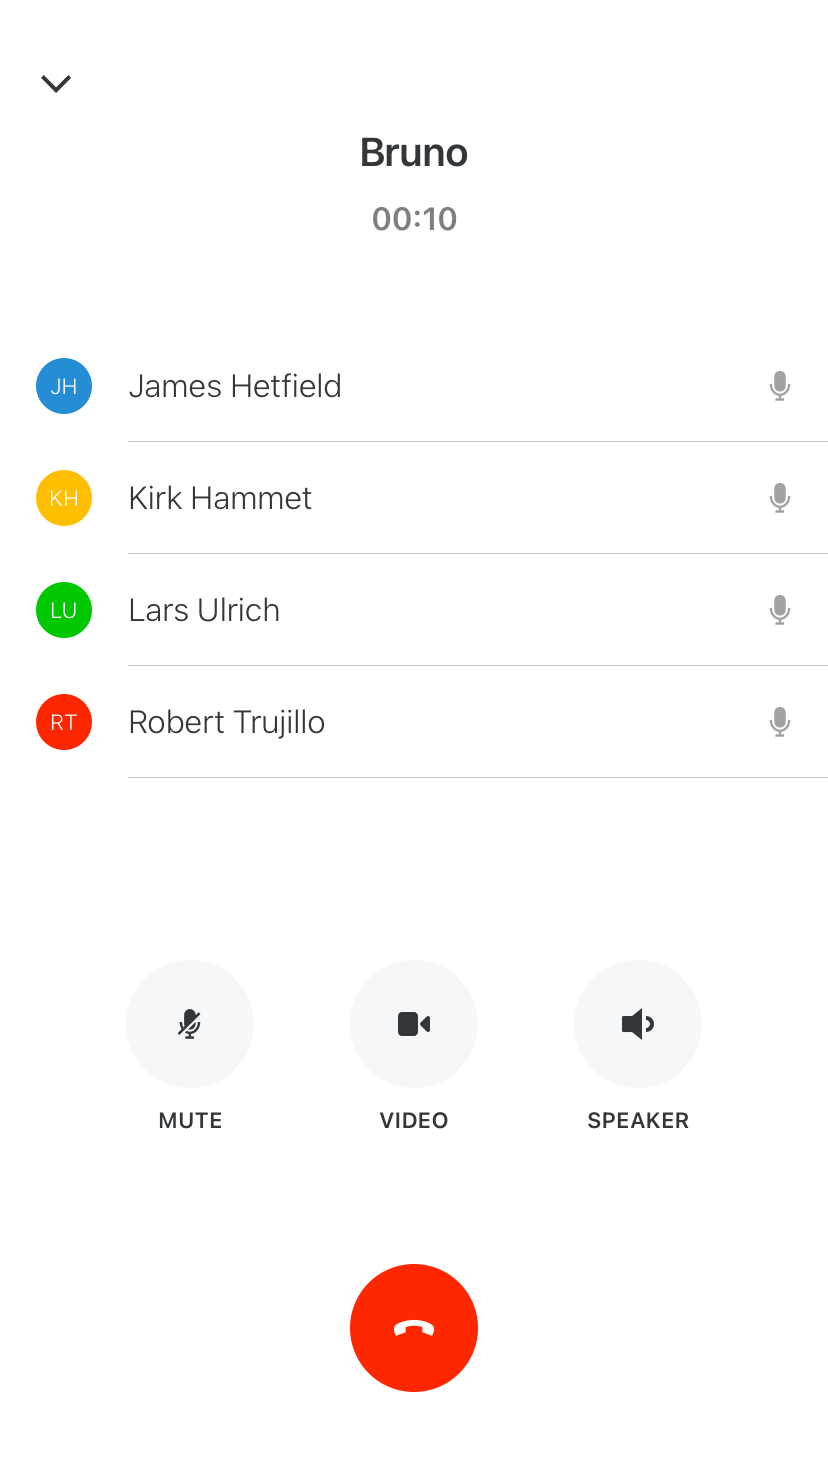 Bruno
00:10
JH James Hetfield
KH Kirk Hammet
LU Lars Ulrich
RT Robert Trujillo
MUTE VIDEO SPEAKER